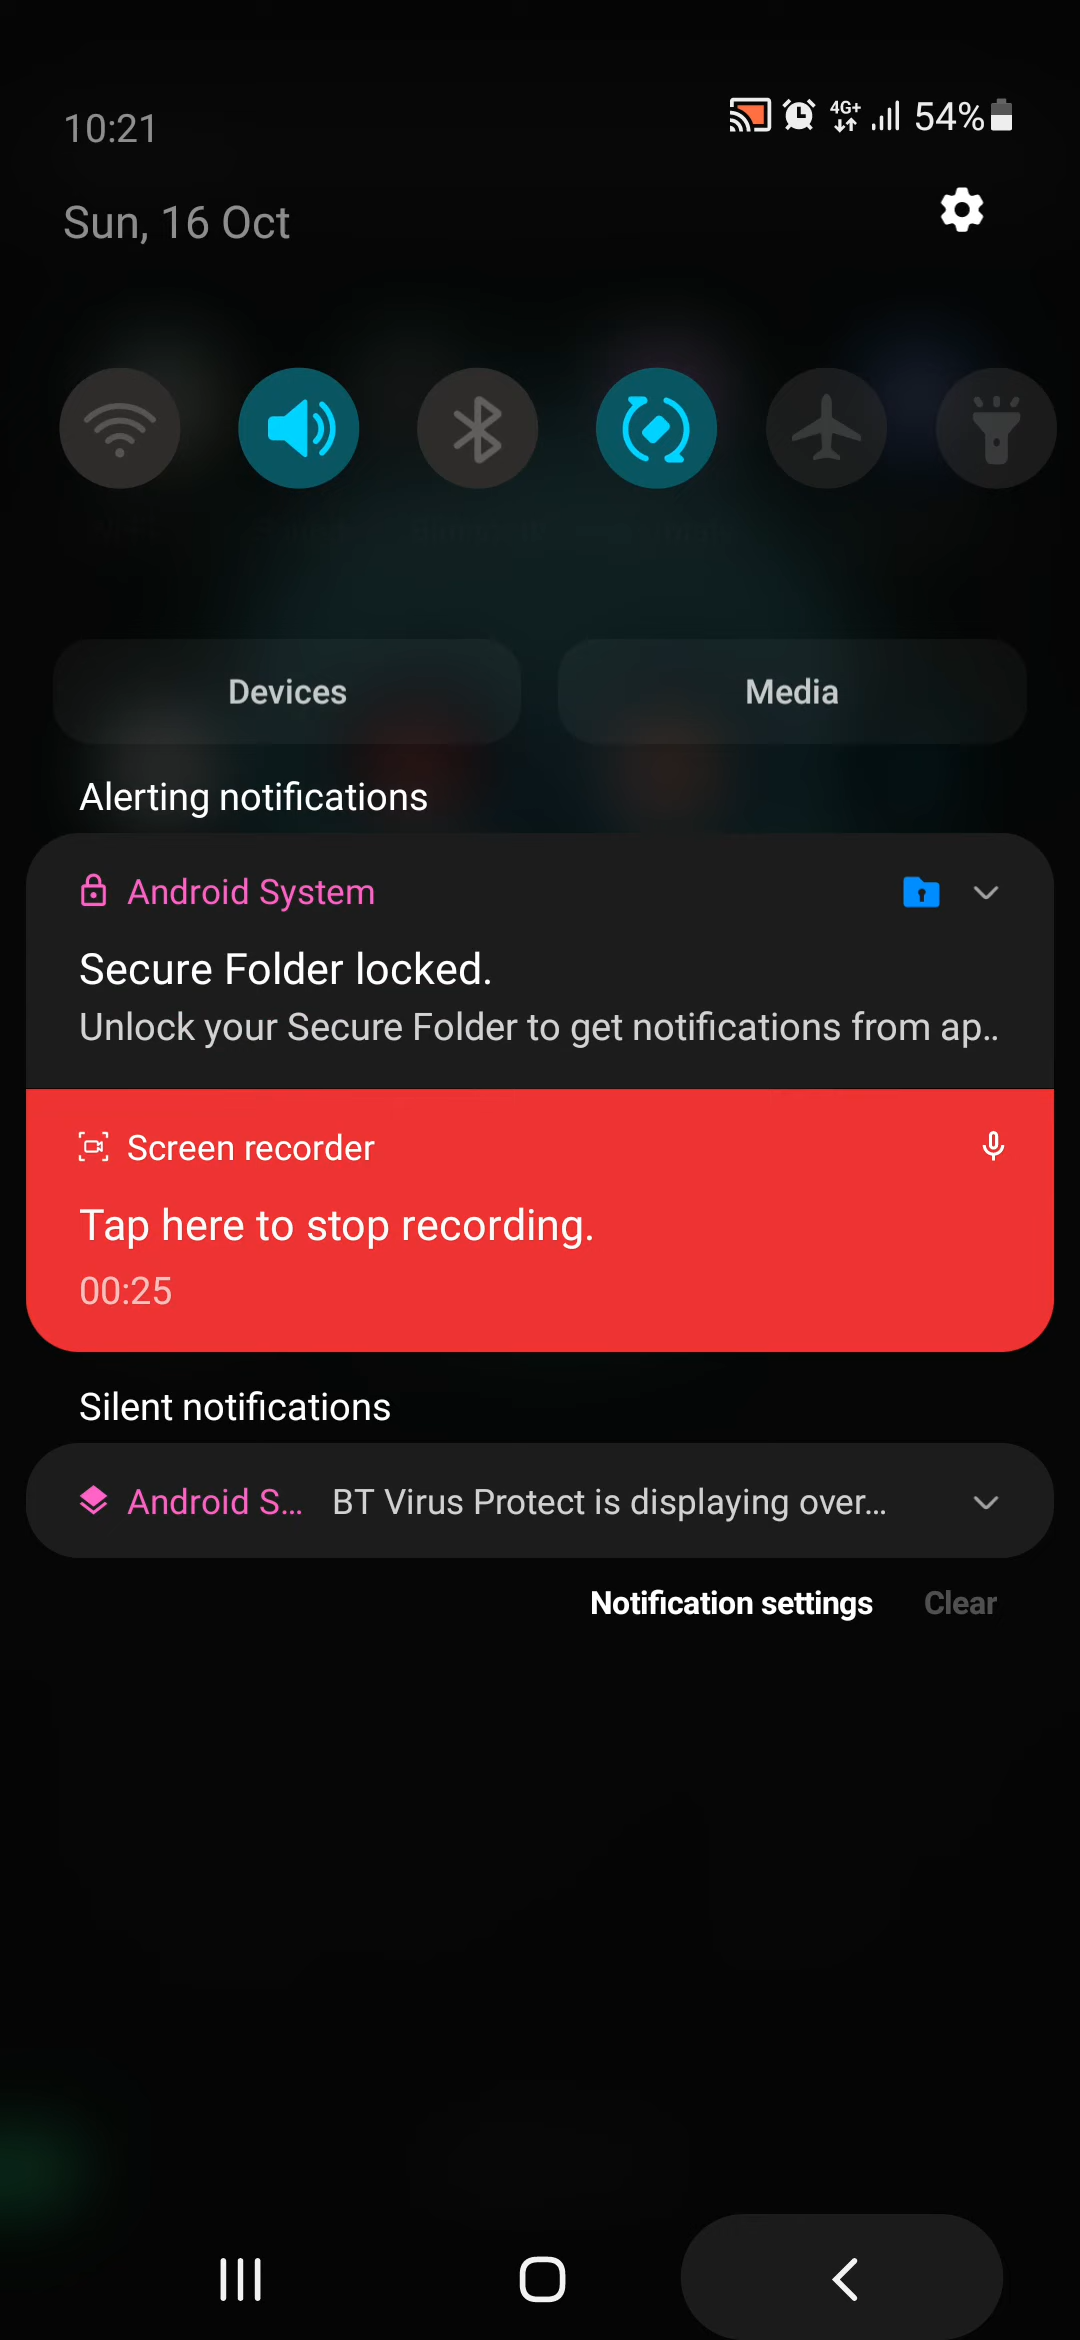 10:21
4G+ 54%
Sun, 16 Oct
Devices
Media
Alerting notifications
Android System
Secure Folder locked.
Unlock your Secure Folder to get notifications from ap..
Screen recorder
Tap here to stop recording.
00:25
Silent notifications
Android S... BT Virus Protect is displaying over...
Notification settings Clear